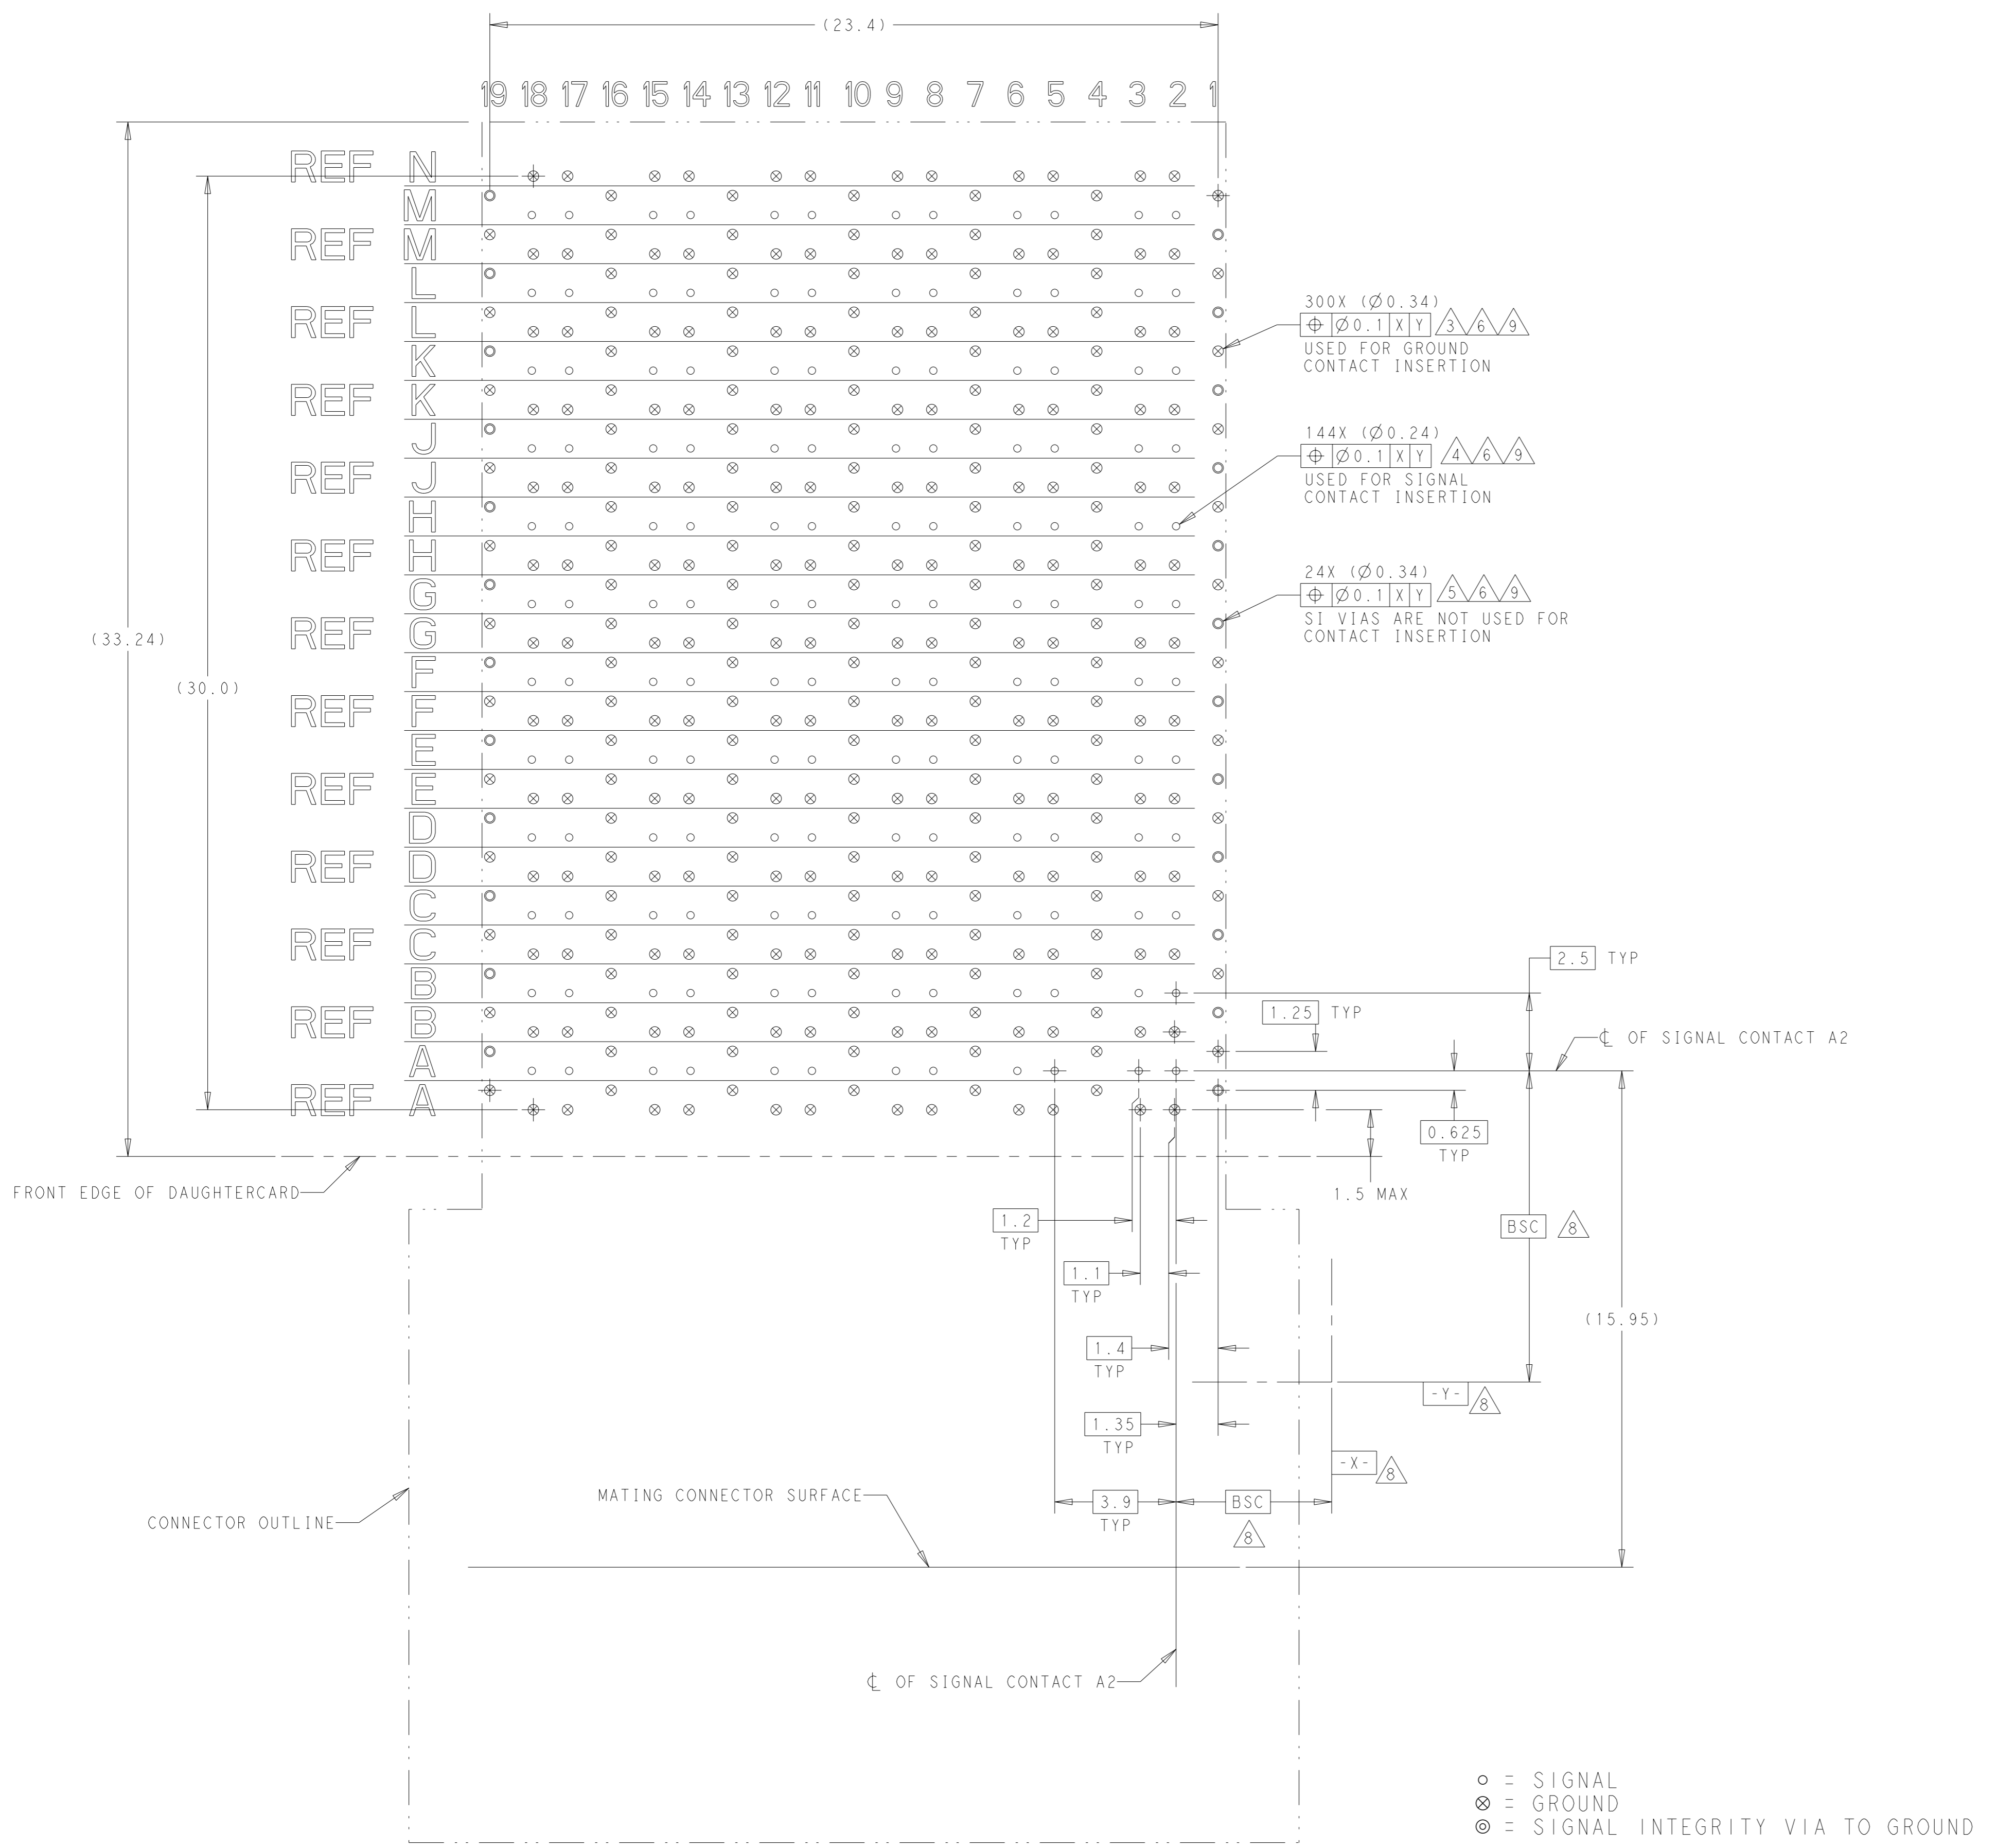 (23.4)
19 18 17 16 15 14 13 12 11 10 9 8 7 6 5 4 3 2 1
REF N
M
REF M
L
REF L
300X (Ø0.34)
⌖ Ø0.1 X Y 3 6 9
USED FOR GROUND
CONTACT INSERTION
K
REF K
J
144X (Ø0.24)
⌖ Ø0.1 X Y 4 6 9
USED FOR SIGNAL
CONTACT INSERTION
REF J
H
REF H
G
24X (Ø0.34)
⌖ Ø0.1 X Y 5 6 9
SI VIAS ARE NOT USED FOR
CONTACT INSERTION
REF G
(33.24)
F
(30.0)
REF F
E
REF E
D
REF D
C
REF C
2.5 TYP
B
REF B
1.25 TYP
℄ OF SIGNAL CONTACT A2
A
REF A
0.625
TYP
FRONT EDGE OF DAUGHTERCARD
1.5 MAX
1.2
TYP
BSC 8
1.1
TYP
(15.95)
1.4
TYP
-Y- 8
1.35
TYP
-X- 8
MATING CONNECTOR SURFACE
3.9
TYP
BSC
8
CONNECTOR OUTLINE
℄ OF SIGNAL CONTACT A2
= SIGNAL
= GROUND
= SIGNAL INTEGRITY VIA TO GROUND